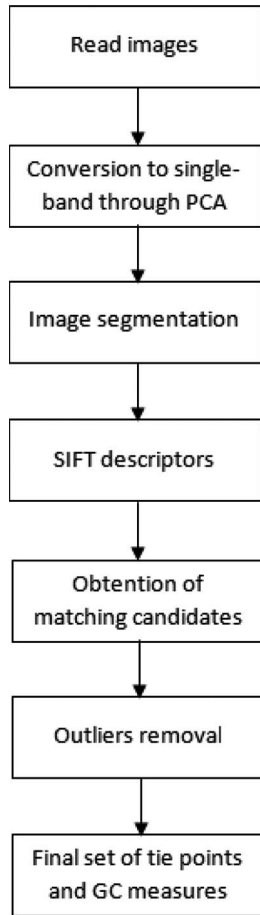 Read images
Conversion to single-
band through PCA
Image segmentation
SIFT descriptors
Obtention of
matching candidates
Outliers removal
Final set of tie points
and GC measures